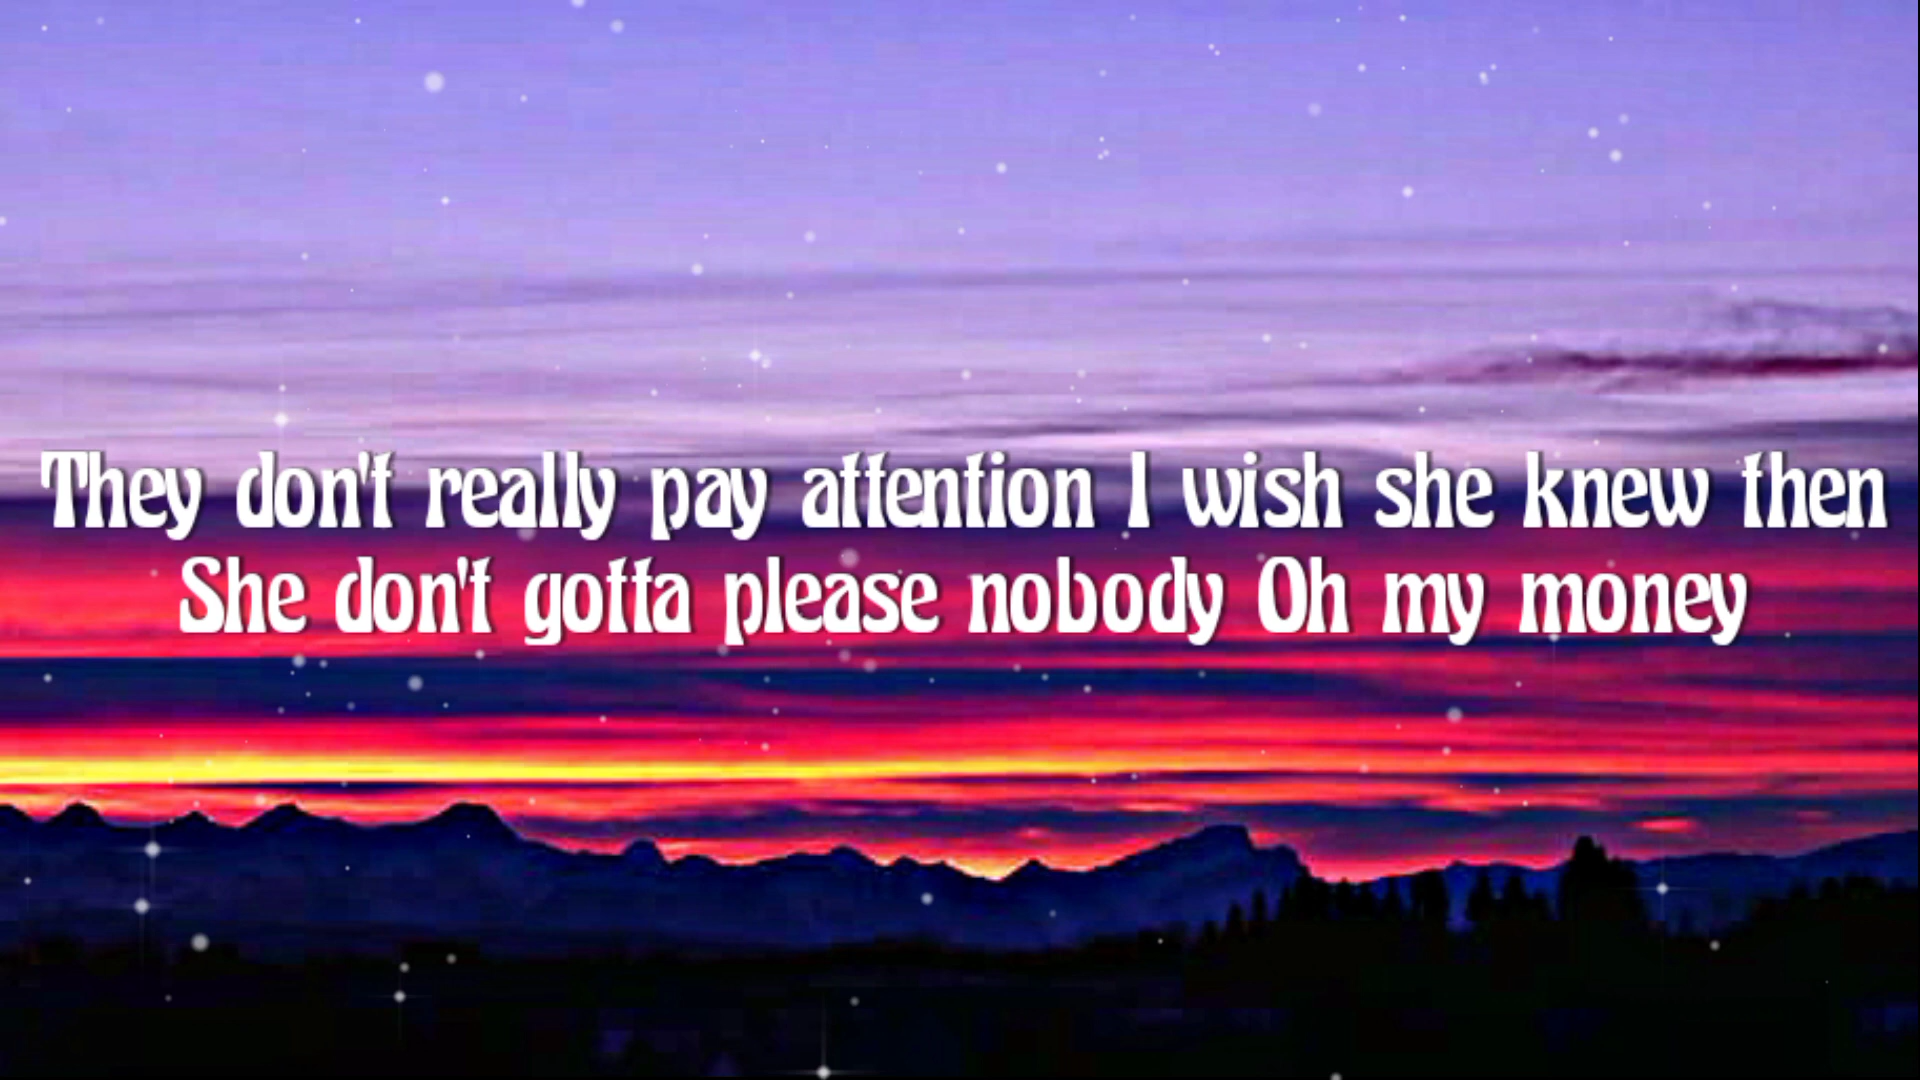 They don't really pay attention I wish she knew then
She don't gotta please nobody Oh my money